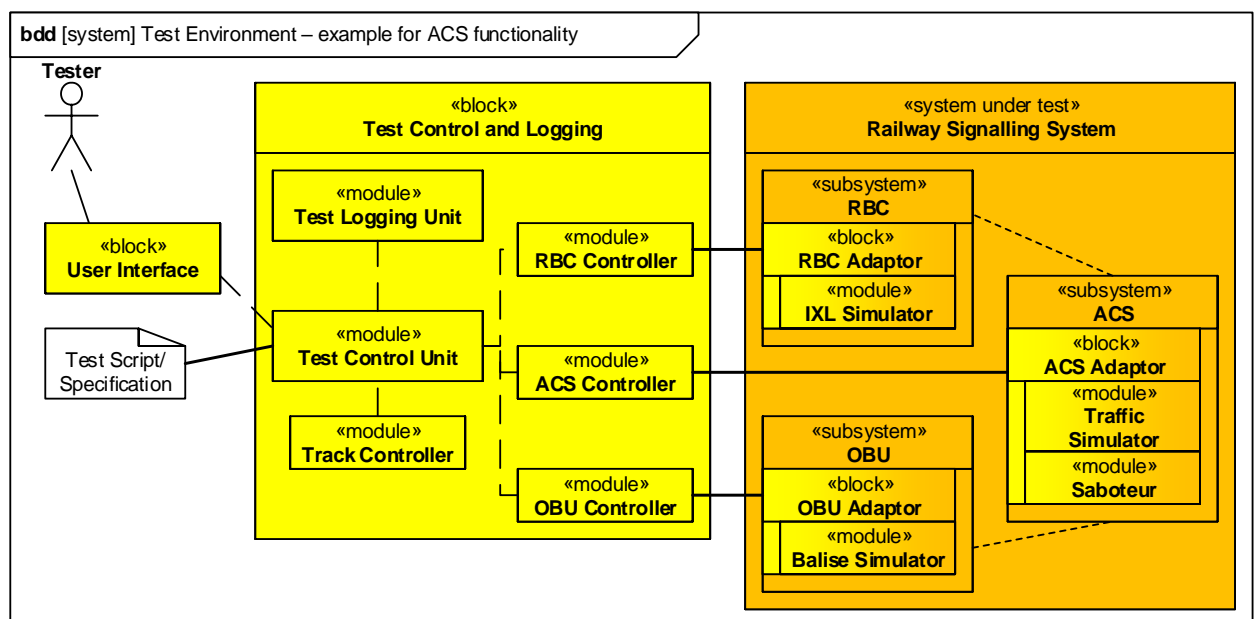 bdd [system] Test Environment – example for ACS functionality
Tester
«block»
User Interface
Test Script/
Specification
«block»
Test Control and Logging
«module»
Test Logging Unit
«module»
Test Control Unit
«module»
Track Controller
«module»
RBC Controller
«module»
ACS Controller
«module»
OBU Controller
«system under test»
Railway Signalling System
«subsystem»
RBC
«block»
RBC Adaptor
«module»
IXL Simulator
«subsystem»
ACS
«block»
ACS Adaptor
«module»
Traffic
Simulator
«module»
Saboteur
«subsystem»
OBU
«block»
OBU Adaptor
«module»
Balise Simulator